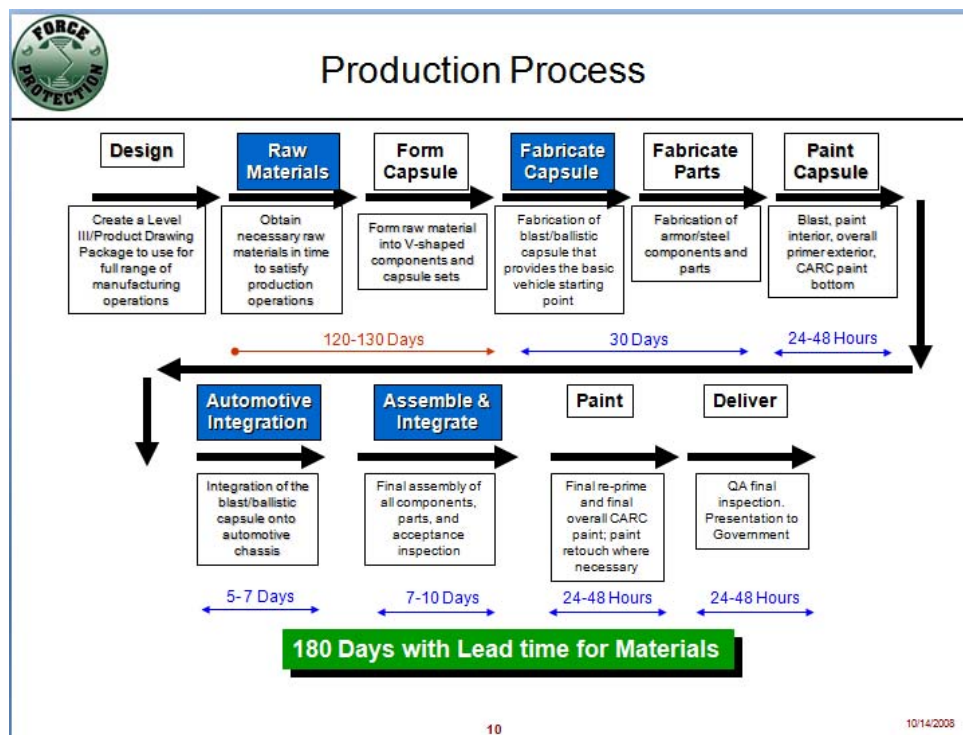 FORCE
PROTECTION
Production Process
Design
Raw
Materials
Form
Capsule
Fabricate
Capsule
Fabricate
Parts
Paint
Capsule
Create a Level
III/Product Drawing
Package to use for
full range of
manufacturing
operations
Obtain
necessary raw
materials in time
to satisfy
production
operations
Form raw material
into V-shaped
components and
capsule sets
Fabrication of
blast/ballistic
capsule that
provides the basic
vehicle starting
point
Fabrication of
armor/steel
components and
parts
Blast, paint
interior, overall
primer exterior,
CARC paint
bottom
120-130 Days
30 Days
24-48 Hours
Automotive
Integration
Assemble &
Integrate
Paint
Deliver
Integration of the
blast/ballistic
capsule onto
automotive
chassis
Final assembly of
all components,
parts, and
acceptance
inspection
Final re-prime
and final
overall CARC
paint; paint
retouch where
necessary
QA final
inspection.
Presentation to
Government
5- 7 Days
7-10 Days
24-48 Hours
24-48 Hours
180 Days with Lead time for Materials
10
10/14/2008